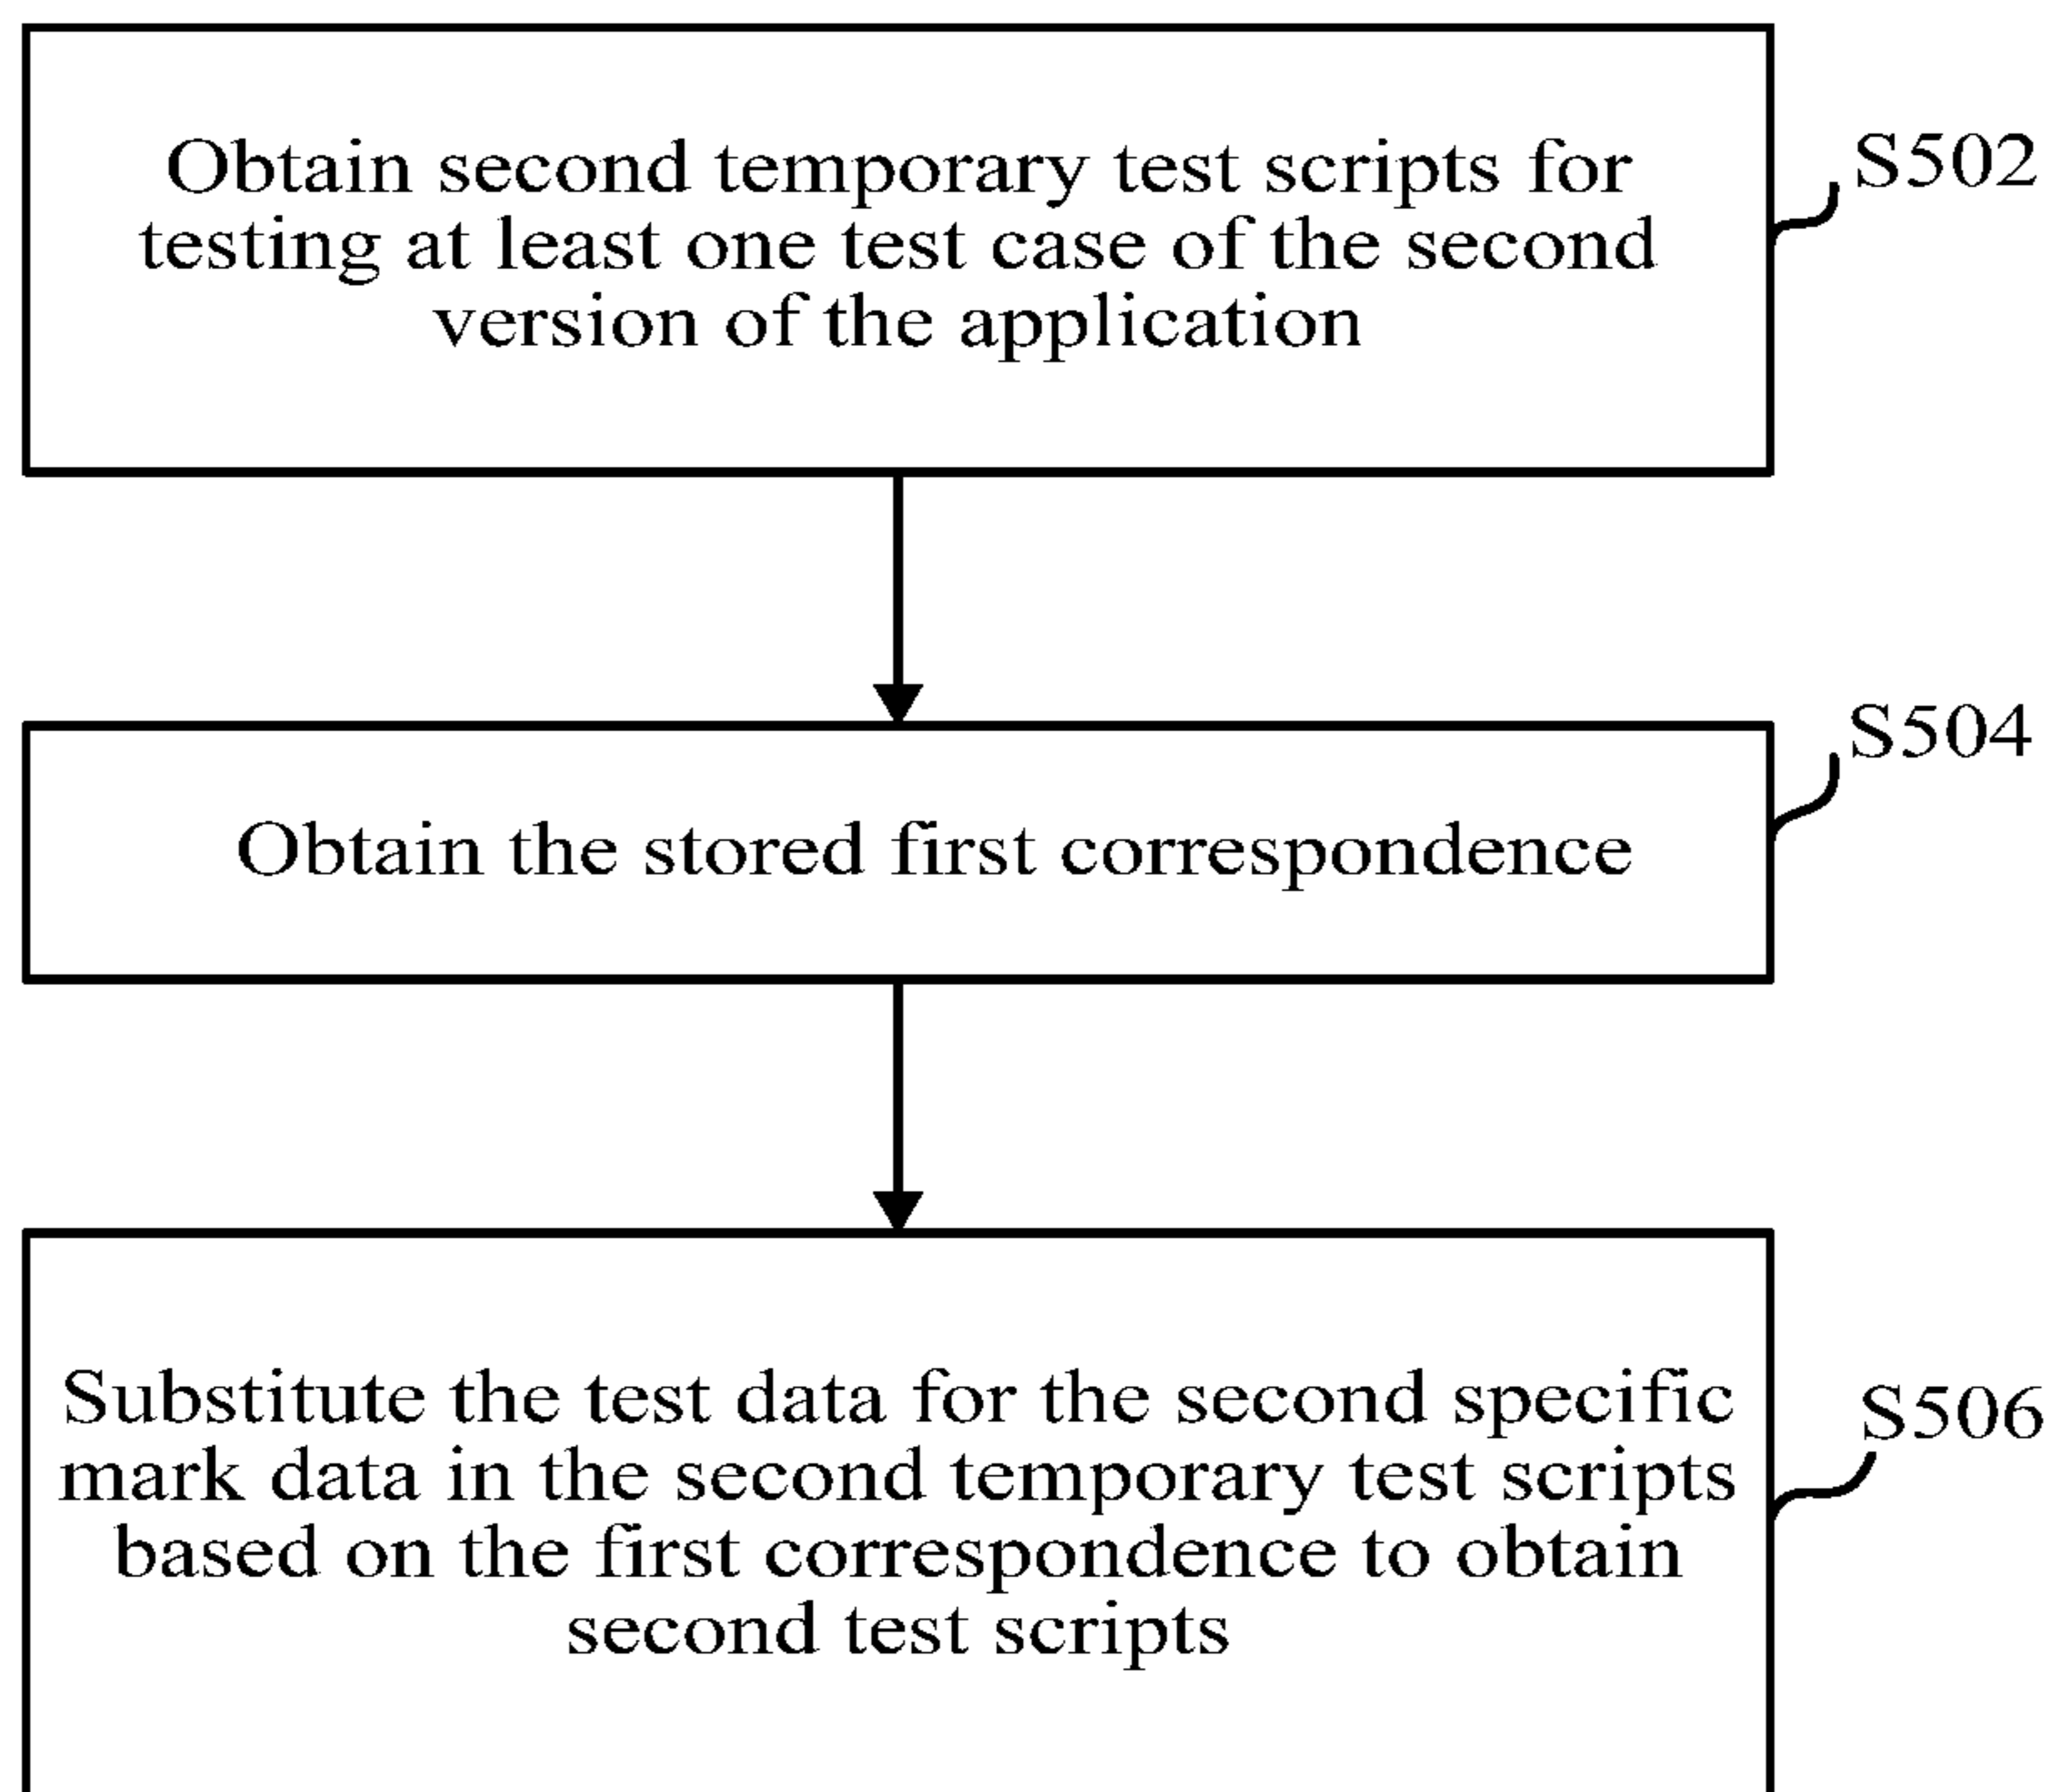 Obtain second temporary test scripts for
testing at least one test case of the second
version of the application
S502
Obtain the stored first correspondence
S504
Substitute the test data for the second specific
mark data in the second temporary test scripts
based on the first correspondence to obtain
second test scripts
S506